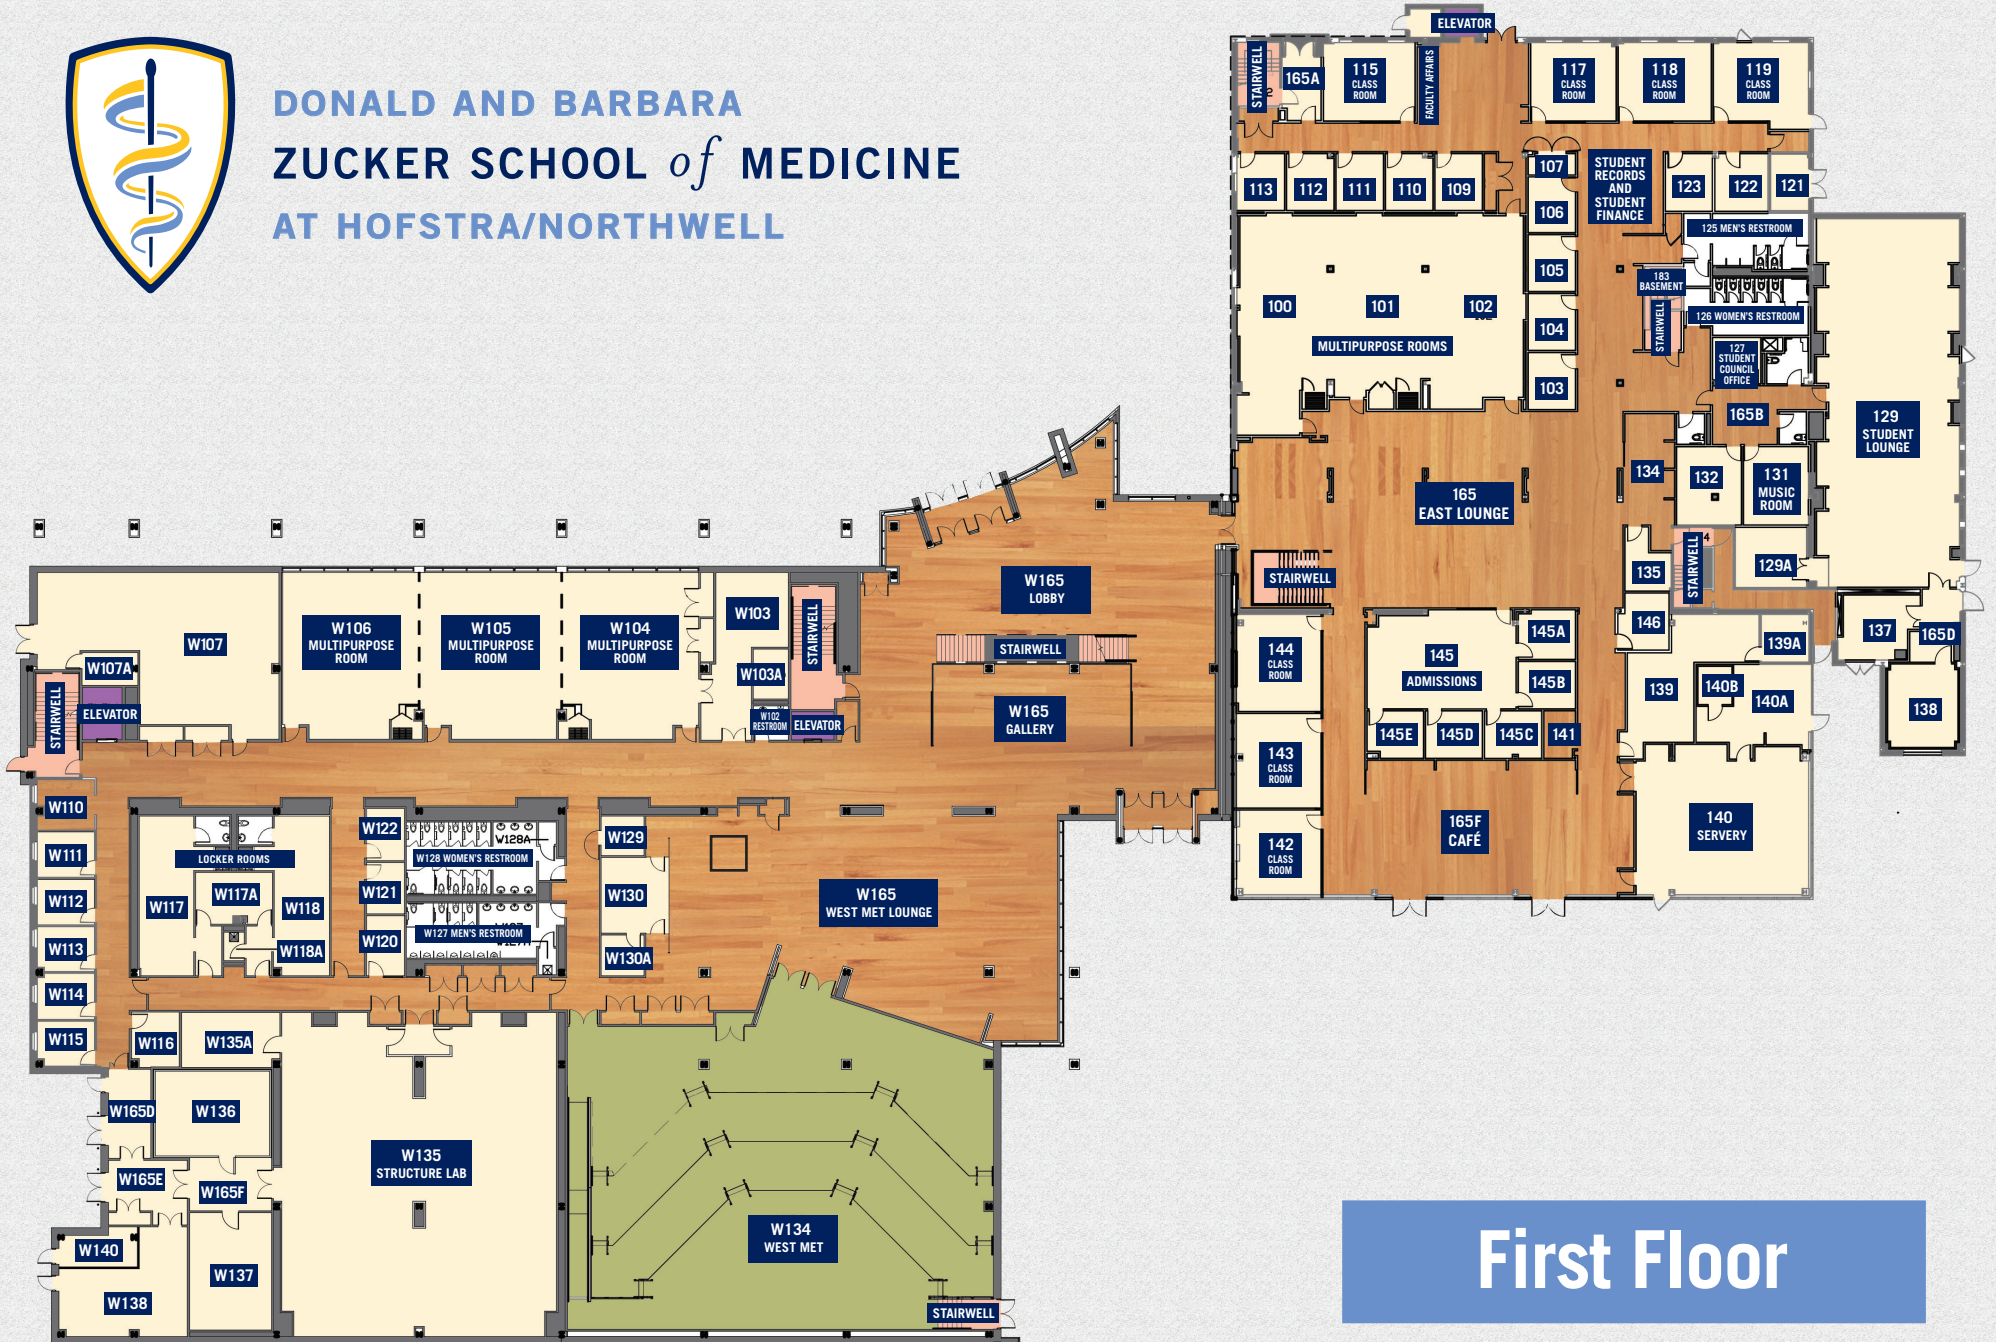 DONALD AND BARBARA
ZUCKER SCHOOL of MEDICINE
AT HOFSTRA/NORTHWELL
ELEVATOR
STAIRWELL
165A
115
CLASS
ROOM
FACULTY AFFAIRS
117
CLASS
ROOM
118
CLASS
ROOM
119
CLASS
ROOM
113
112
111
110
109
107
106
STUDENT
RECORDS
AND
STUDENT
FINANCE
123
122
121
125 MEN'S RESTROOM
105
183
BASEMENT
STAIRWELL
126 WOMEN'S RESTROOM
100
101
102
MULTIPURPOSE ROOMS
104
103
127
STUDENT
COUNCIL
OFFICE
165B
129
STUDENT
LOUNGE
134
132
131
MUSIC
ROOM
165
EAST LOUNGE
STAIRWELL
STAIRWELL
135
129A
146
137
165D
139A
138
144
CLASS
ROOM
145
ADMISSIONS
145A
145B
139
140B
140A
145E
145D
145C
141
143
CLASS
ROOM
142
CLASS
ROOM
165F
CAFÉ
140
SERVERY
W165
LOBBY
STAIRWELL
W165
GALLERY
W107
W107A
W106
MULTIPURPOSE
ROOM
W105
MULTIPURPOSE
ROOM
W104
MULTIPURPOSE
ROOM
W103
W103A
STAIRWELL
STAIRWELL
ELEVATOR
W102
RESTROOM
ELEVATOR
W110
W111
W112
W113
W114
W115
LOCKER ROOMS
W117
W117A
W118
W118A
W122
W121
W120
W128A
W128 WOMEN'S RESTROOM
W127 MEN'S RESTROOM
W129
W130
W130A
W165
WEST MET LOUNGE
W116
W135A
W165D
W136
W165E
W165F
W140
W137
W138
W135
STRUCTURE LAB
W134
WEST MET
STAIRWELL
First Floor